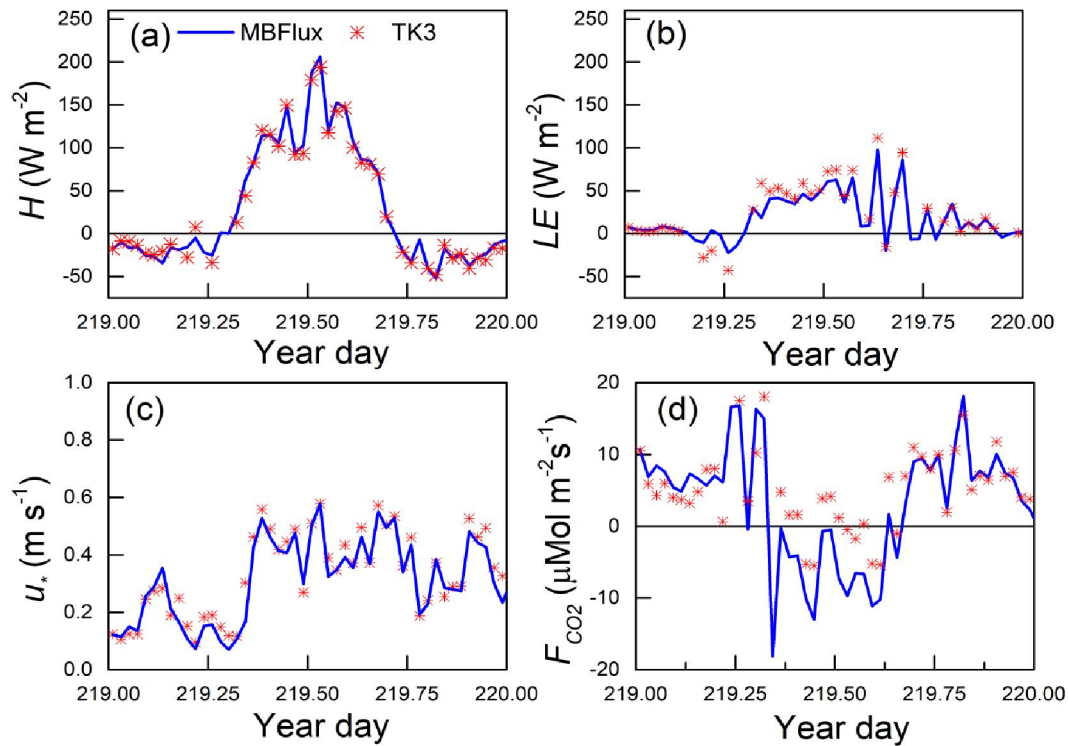 (a) MBFlux TK3
H (W m⁻²)
250
200
150
100
50
0
-50
219.00 219.25 219.50 219.75 220.00
Year day
(b)
LE (W m⁻²)
250
200
150
100
50
0
-50
219.00 219.25 219.50 219.75 220.00
Year day
(c)
u* (m s⁻¹)
1.0
0.8
0.6
0.4
0.2
0.0
219.00 219.25 219.50 219.75 220.00
Year day
(d)
F_CO2 (μMol m⁻²s⁻¹)
20
10
0
-10
-20
219.00 219.25 219.50 219.75 220.00
Year day